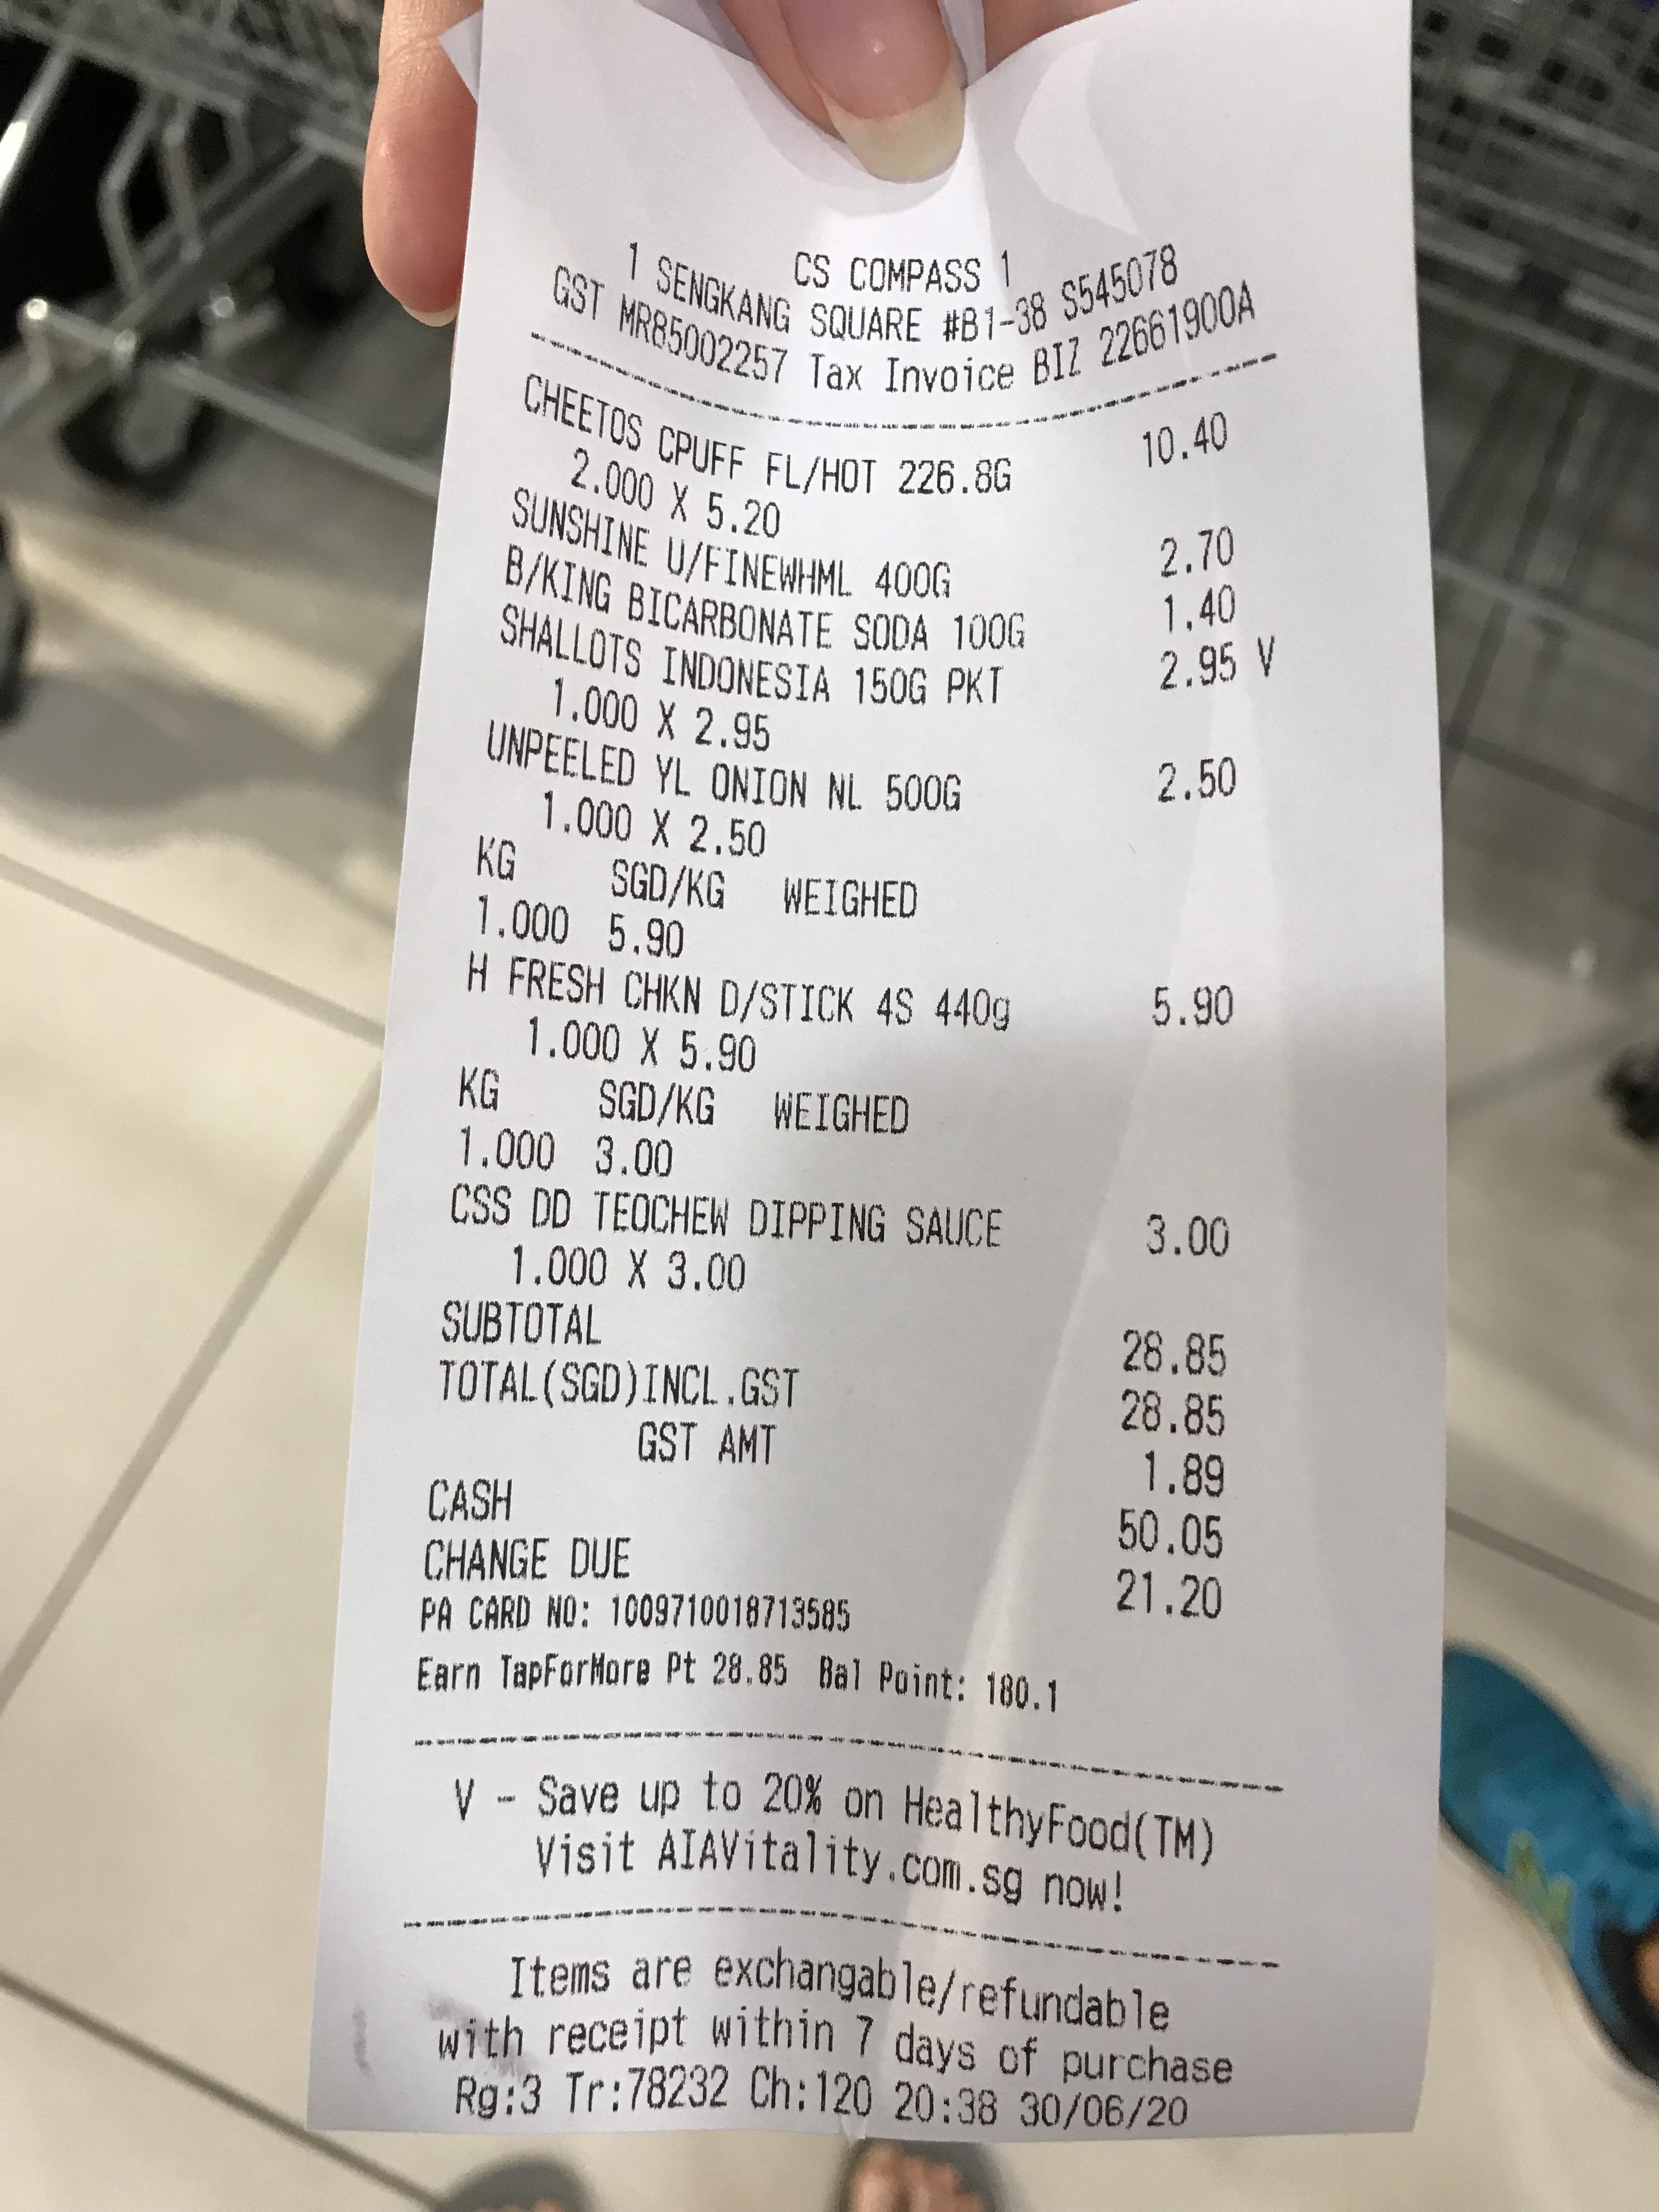 CS COMPASS 1
1 SENGKANG SQUARE #B1-38 S545078
GST MR85002257 Tax Invoice BIZ 22661900A
CHEETOS CPUFF FL/HOT 226.8G 10.40
2.000 X 5.20
SUNSHINE U/FINEWHML 400G 2.70
B/KING BICARBONATE SODA 100G 1.40
SHALLOTS INDONESIA 150G PKT 2.95 V
1.000 X 2.95
UNPEELED YL ONION NL 500G 2.50
1.000 X 2.50
KG SGD/KG WEIGHED
1.000 5.90
H FRESH CHKN D/STICK 4S 440g 5.90
1.000 X 5.90
KG SGD/KG WEIGHED
1.000 3.00
CSS DD TEOCHEW DIPPING SAUCE 3.00
1.000 X 3.00
SUBTOTAL 28.85
TOTAL(SGD)INCL.GST 28.85
GST AMT 1.89
CASH 50.05
CHANGE DUE 21.20
PA CARD NO: 1009710018713585
Earn TapForMore Pt 28.85 Bal Point: 180.1
V - Save up to 20% on HealthyFood(TM)
Visit AIAVitality.com.sg now!
Items are exchangable/refundable
with receipt within 7 days of purchase
Rg:3 Tr:78232 Ch:120 20:38 30/06/20